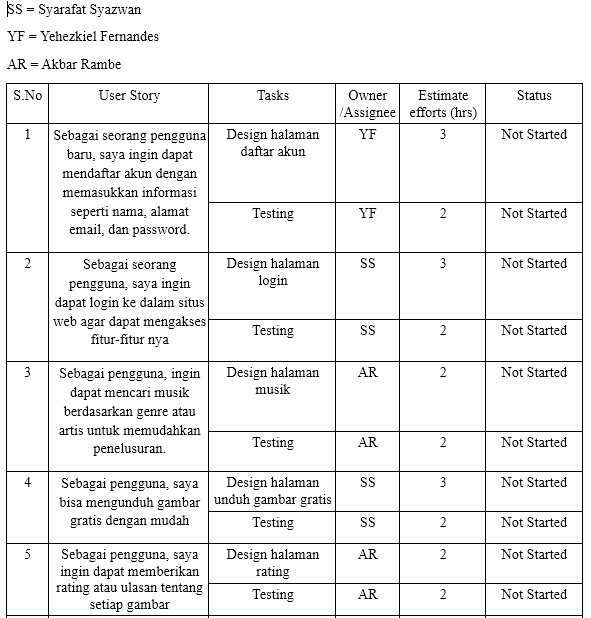 SS = Syarafat Syazwan
YF = Yehezkiel Fernandes
AR = Akbar Rambe
S.No User Story Tasks Owner /Assignee Estimate efforts (hrs) Status
1
Sebagai seorang pengguna
baru, saya ingin dapat
mendaftar akun dengan
memasukkan informasi
seperti nama, alamat
email, dan password.
Design halaman
daftar akun
YF
3
Not Started
Testing
YF
2
Not Started
2
Sebagai seorang
pengguna, saya ingin
dapat login ke dalam situs
web agar dapat mengakses
fitur-fitur nya
Design halaman
login
SS
3
Not Started
Testing
SS
2
Not Started
3
Sebagai pengguna, ingin
dapat mencari musik
berdasarkan genre atau
artis untuk memudahkan
penelusuran.
Design halaman
musik
AR
2
Not Started
Testing
AR
2
Not Started
4
Sebagai pengguna, saya
bisa mengunduh gambar
gratis dengan mudah
Design halaman
unduh gambar gratis
SS
3
Not Started
Testing
SS
2
Not Started
5
Sebagai pengguna, saya
ingin dapat memberikan
rating atau ulasan tentang
setiap gambar
Design halaman
rating
AR
2
Not Started
Testing
AR
2
Not Started